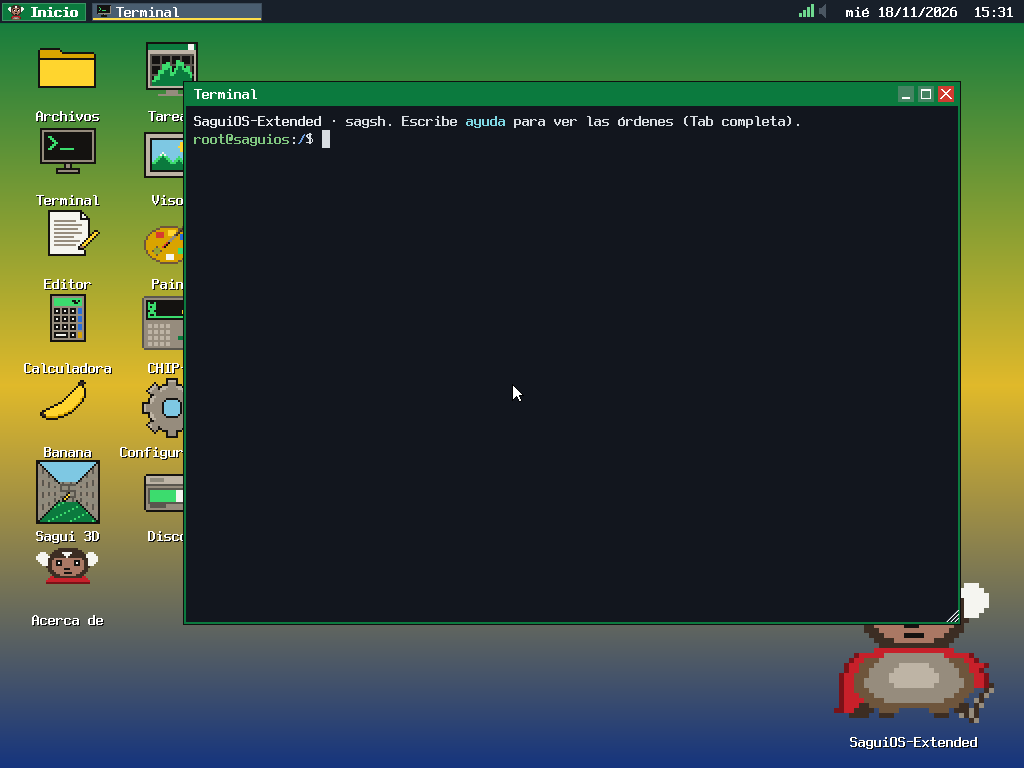 Inicio
Terminal
mié 18/11/2026 15:31
Archivos
Terminal
Editor
Calculadora
Banana
Sagui 3D
Acerca de
Terminal
SaguiOS-Extended · sagsh. Escribe ayuda para ver las órdenes (Tab completa).
root@saguios:/$
SaguiOS-Extended